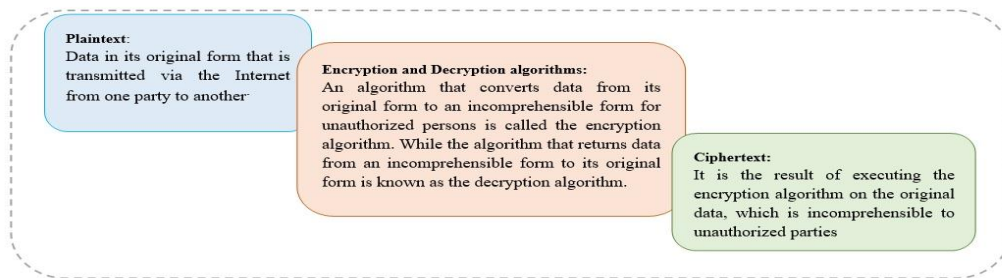 Plaintext:
Data in its original form that is
transmitted via the Internet
from one party to another
Encryption and Decryption algorithms:
An algorithm that converts data from its
original form to an incomprehensible form for
unauthorized persons is called the encryption
algorithm. While the algorithm that returns data
from an incomprehensible form to its original
form is known as the decryption algorithm.
Ciphertext:
It is the result of executing the
encryption algorithm on the original
data, which is incomprehensible to
unauthorized parties